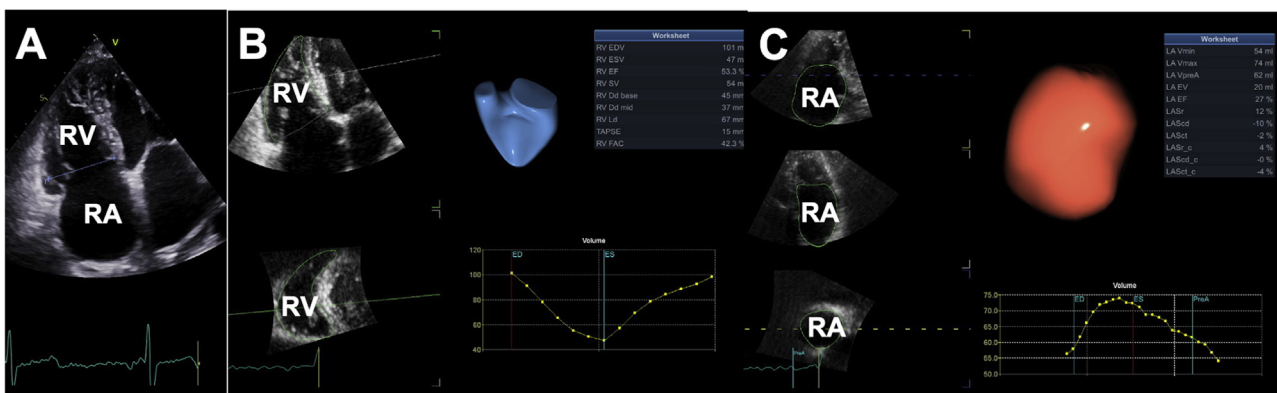 A
V
5
RV
RA
B
RV
RV
Worksheet
RV EDV 101 m
RV ESV 47 m
RV EF 53.3 %
RV SV 54 m
RV Dd base 45 mm
RV Dd mid 37 mm
RV Ld 67 mm
TAPSE 15 mm
RV FAC 42.3 %
Volume
ED
ES
120
100
80
60
40
C
RA
RA
RA
PreA
Worksheet
LA Vmin 54 ml
LA Vmax 74 ml
LA VpreA 62 ml
LA EV 20 ml
LA EF 27 %
LASr 12 %
LAScd -10 %
LASct -2 %
LASr_c 4 %
LAScd_c -0 %
LASct_c -4 %
Volume
ED
ES
PreA
75.0
70.0
65.0
60.0
55.0
50.0